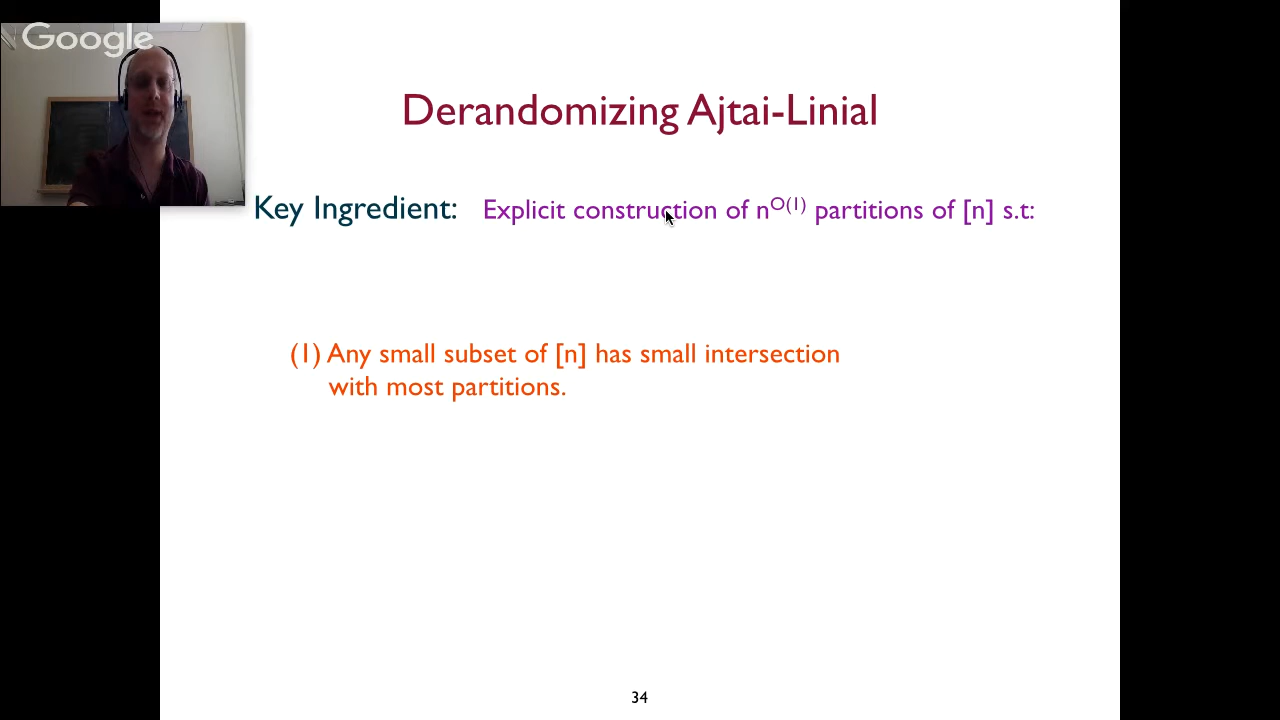 Google
Derandomizing Ajtai-Linial
Key Ingredient: Explicit construction of n^O(1) partitions of [n] s.t:
(1) Any small subset of [n] has small intersection
with most partitions.
34